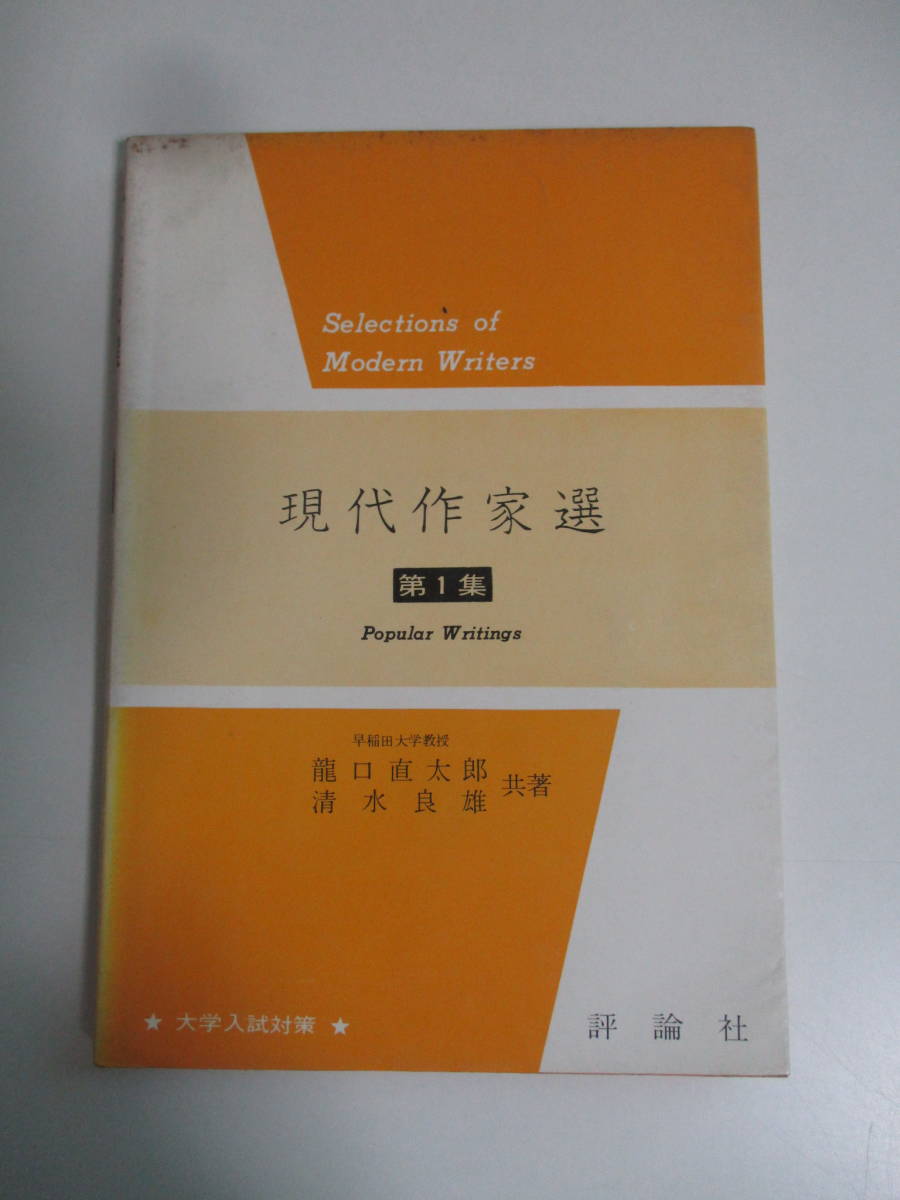 Selections of
Modern Writers
現代作家選
第1集
Popular Writings
早稲田大学教授
龍口直太郎
清水良雄 共著
★ 大学入試対策 ★
評論社